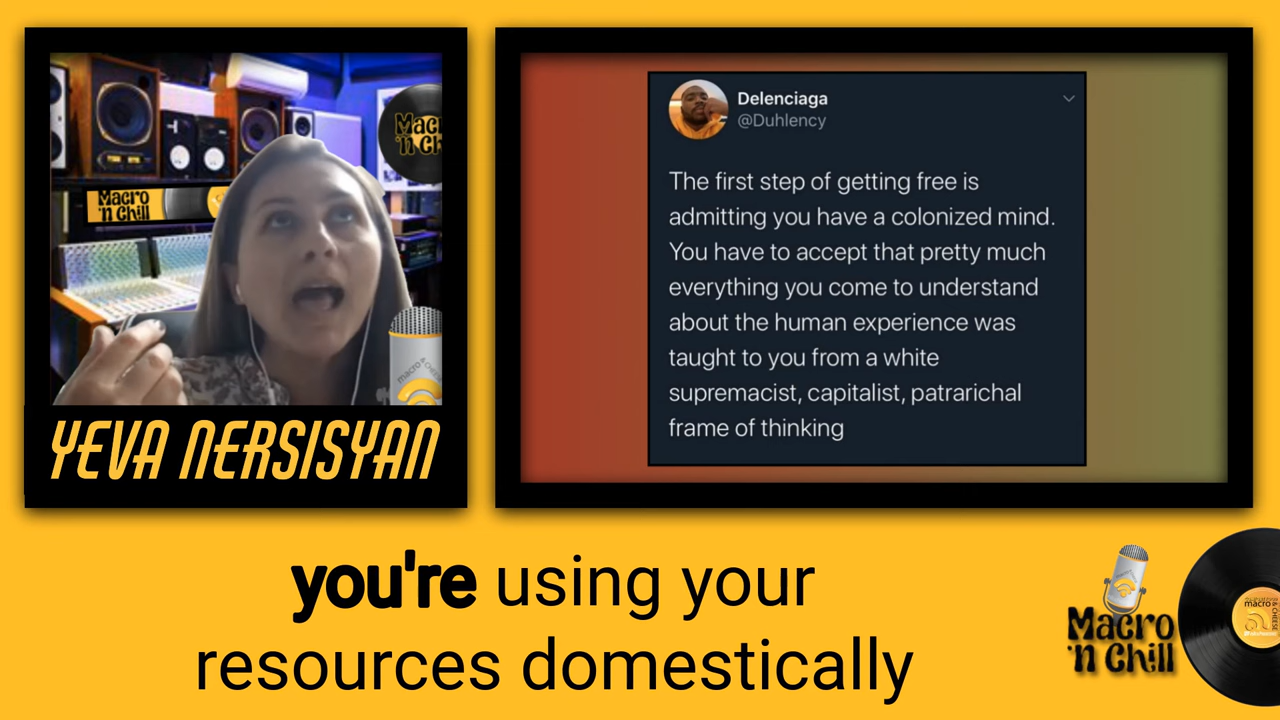 Macro
'n Chill
Macro
'n Chill
YEVA NERSISYAN
Delenciaga
@Duhlency
The first step of getting free is
admitting you have a colonized mind.
You have to accept that pretty much
everything you come to understand
about the human experience was
taught to you from a white
supremacist, capitalist, patrarichal
frame of thinking
you're using your
resources domestically
Macro
'n Chill
macro